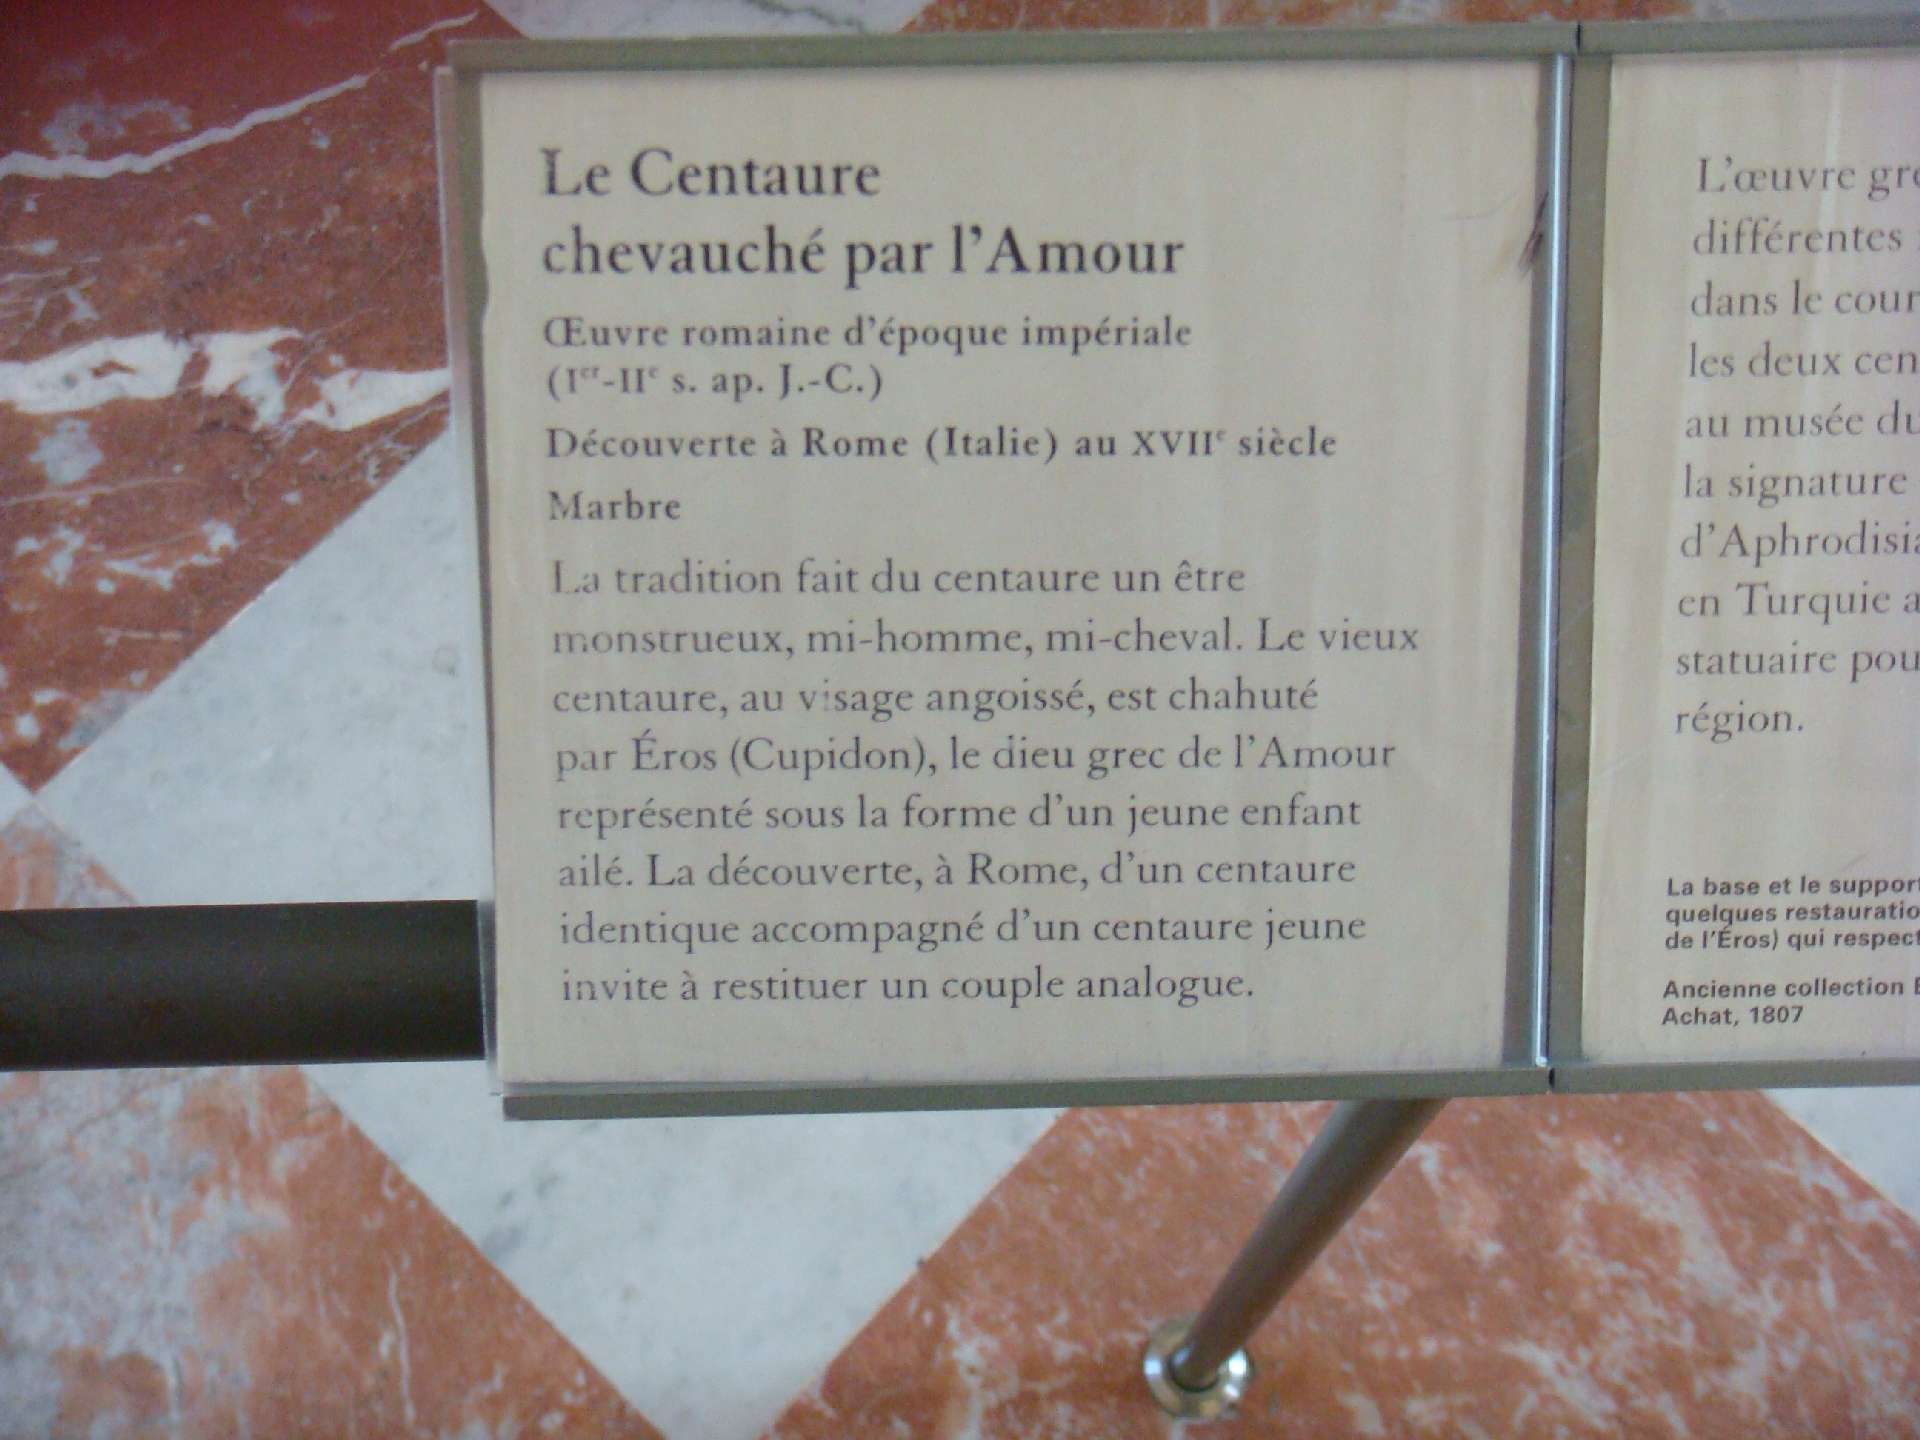 Le Centaure
chevauché par l'Amour
Œuvre romaine d'époque impériale
(Ier-IIe s. ap. J.-C.)
Découverte à Rome (Italie) au XVIIe siècle
Marbre
La tradition fait du centaure un être
monstrueux, mi-homme, mi-cheval. Le vieux
centaure, au visage angoissé, est chahuté
par Éros (Cupidon), le dieu grec de l'Amour
représenté sous la forme d'un jeune enfant
ailé. La découverte, à Rome, d'un centaure
identique accompagné d'un centaure jeune
invite à restituer un couple analogue.
L'œuvre
différentes
dans le
les deux
au musée
la signature
en Turquie
statuaire
région.
La base et le
quelques
de l'Éros) qui
Ancienne collection
Achat, 1807